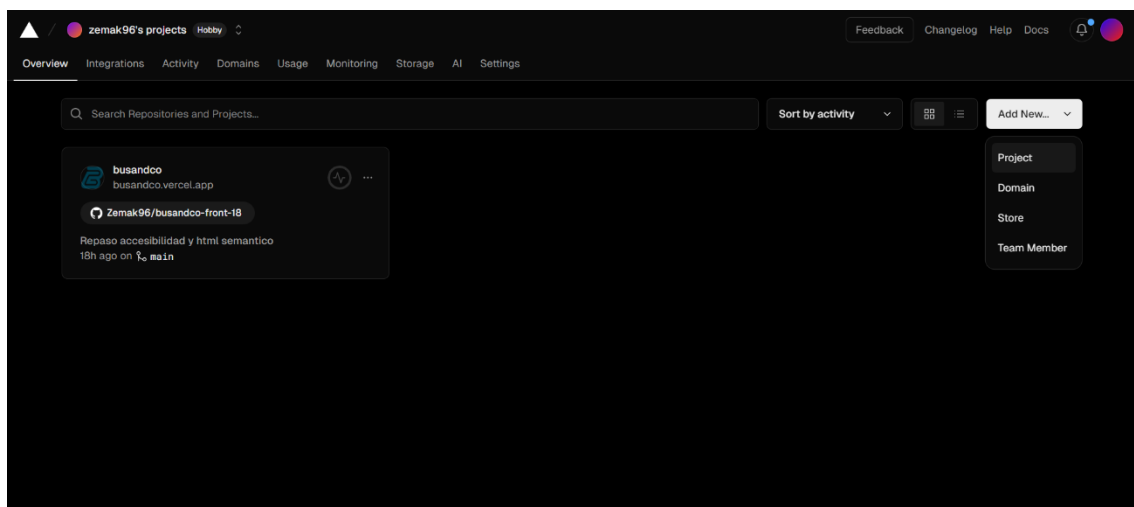 zemak96's projects Hobby
Feedback Changelog Help Docs
Overview Integrations Activity Domains Usage Monitoring Storage AI Settings
Search Repositories and Projects...
Sort by activity
Add New...
Project
Domain
Store
Team Member
busandco
busandco.vercel.app
Zemak96/busandco-front-18
Repaso accesibilidad y html semantico
18h ago on main